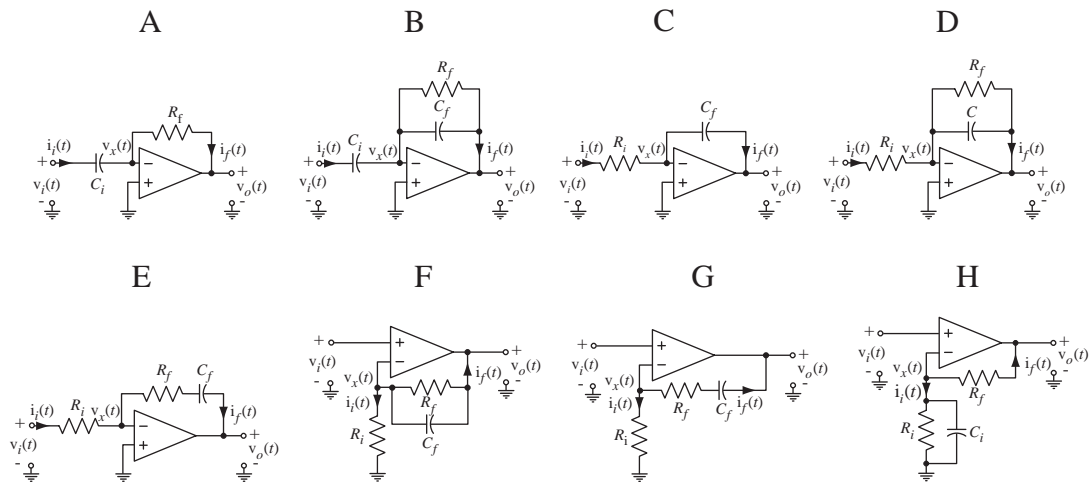 A B C D
R_f R_f C_f R_f
C_f C
i_i(t) v_x(t) i_f(t) i_i(t) C_i v_x(t) i_f(t) i_i(t) R_i v_x(t) i_f(t) i_i(t) R_i v_x(t) i_f(t)
+ C_i − + + − + + − + + − +
v_i(t) + v_o(t) v_i(t) + v_o(t) v_i(t) + v_o(t) v_i(t) + v_o(t)
- - - - - - - -
E F G H
R_f C_f
i_i(t) R_i v_x(t) i_f(t)
+ − +
v_i(t) + v_o(t)
- -
+ + +
v_i(t) − v_o(t)
- v_x(t) i_f(t) -
i_i(t) R_f
R_i C_f
+ + +
v_i(t) − v_o(t)
- v_x(t) -
i_i(t) R_f C_f i_f(t)
R_i
+ + +
v_i(t) − v_o(t)
- v_x(t) i_f(t) -
i_i(t) R_f
R_i C_i